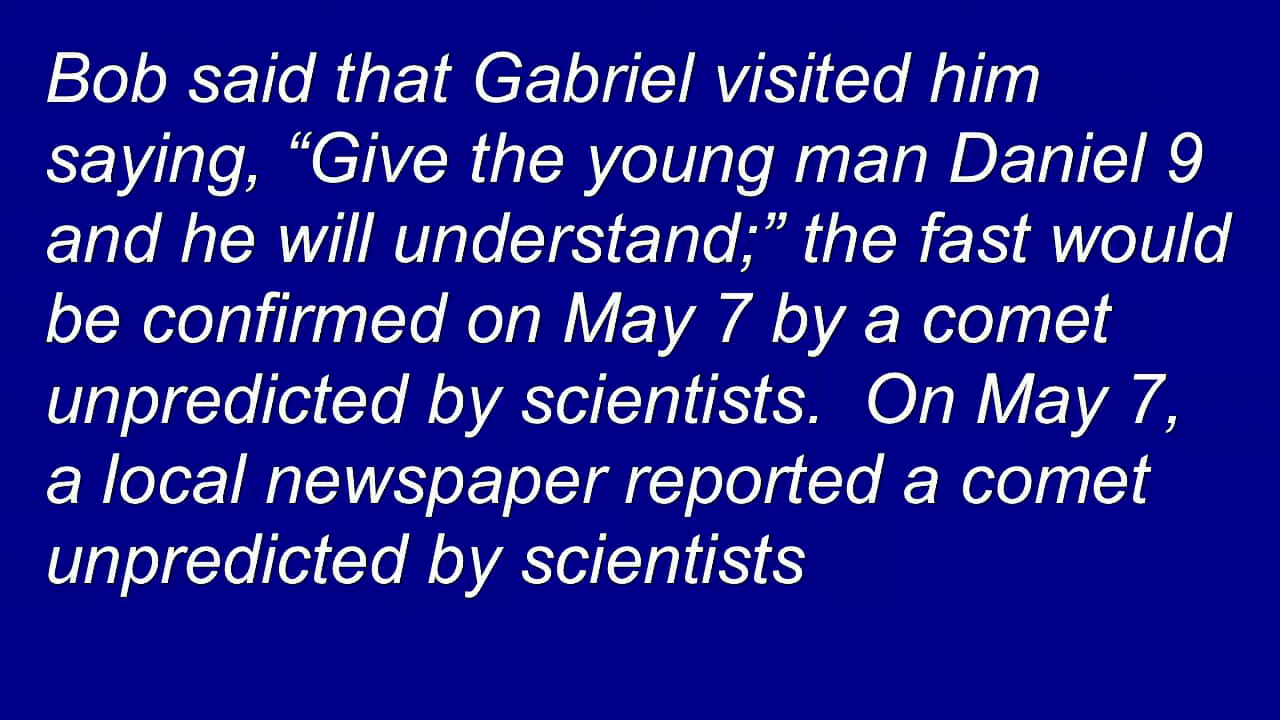 Bob said that Gabriel visited him
saying, “Give the young man Daniel 9
and he will understand;” the fast would
be confirmed on May 7 by a comet
unpredicted by scientists.  On May 7,
a local newspaper reported a comet
unpredicted by scientists